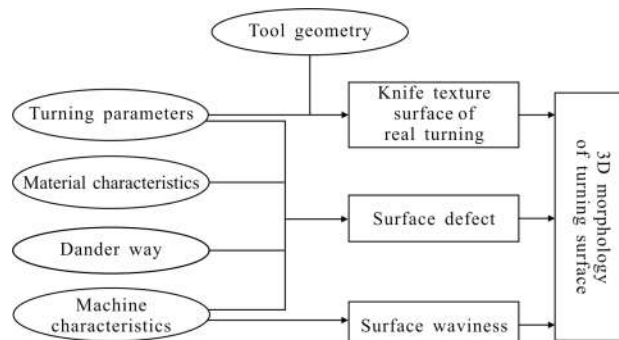 Tool geometry
Turning parameters
Knife texture
surface of
real turning
Material characteristics
Surface defect
Dander way
Machine
characteristics
Surface waviness
3D morphology
of turning surface